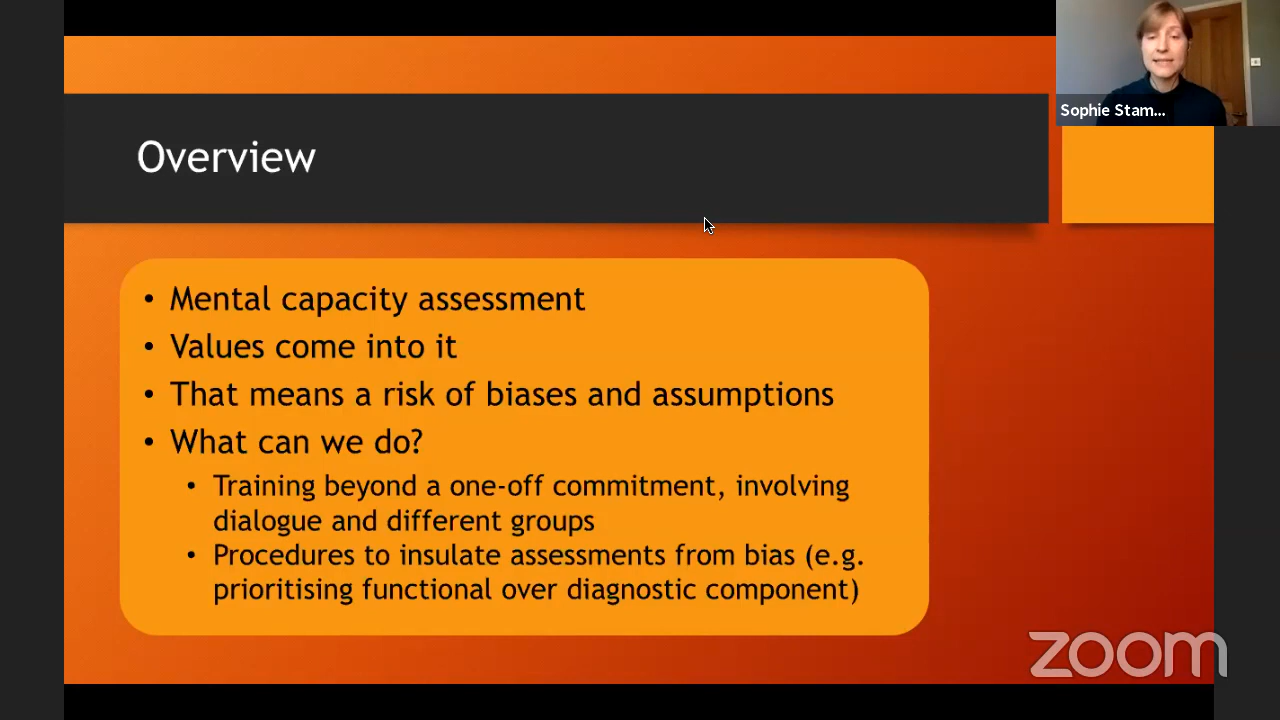 Sophie Stam...
Overview
• Mental capacity assessment
• Values come into it
• That means a risk of biases and assumptions
• What can we do?
• Training beyond a one-off commitment, involving
dialogue and different groups
• Procedures to insulate assessments from bias (e.g.
prioritising functional over diagnostic component)
zoom